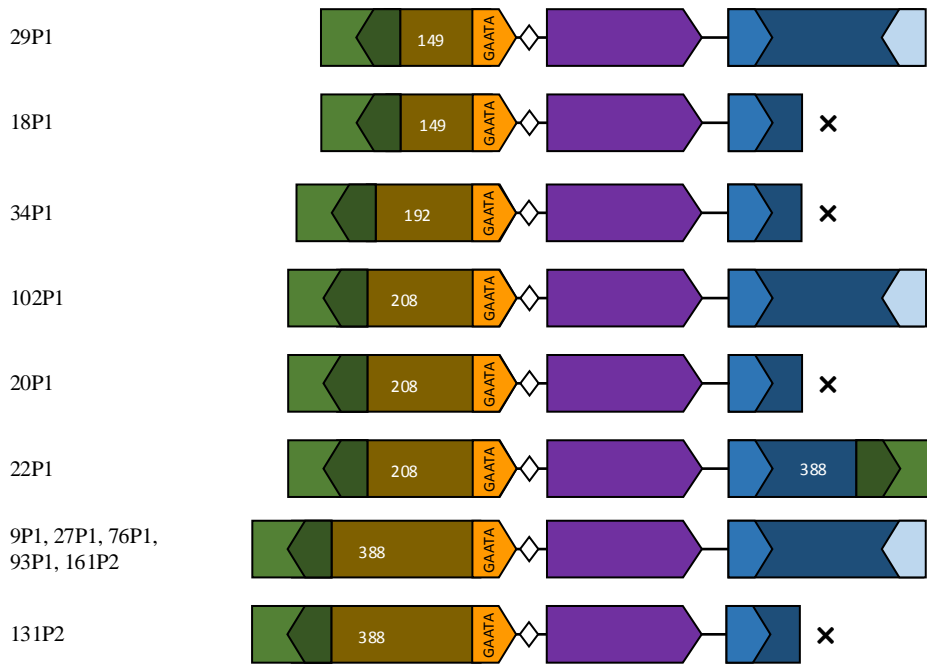 29P1
149
GAATA
18P1
149
GAATA
34P1
192
GAATA
102P1
208
GAATA
20P1
208
GAATA
22P1
208
GAATA
388
9P1, 27P1, 76P1,
93P1, 161P2
388
GAATA
131P2
388
GAATA